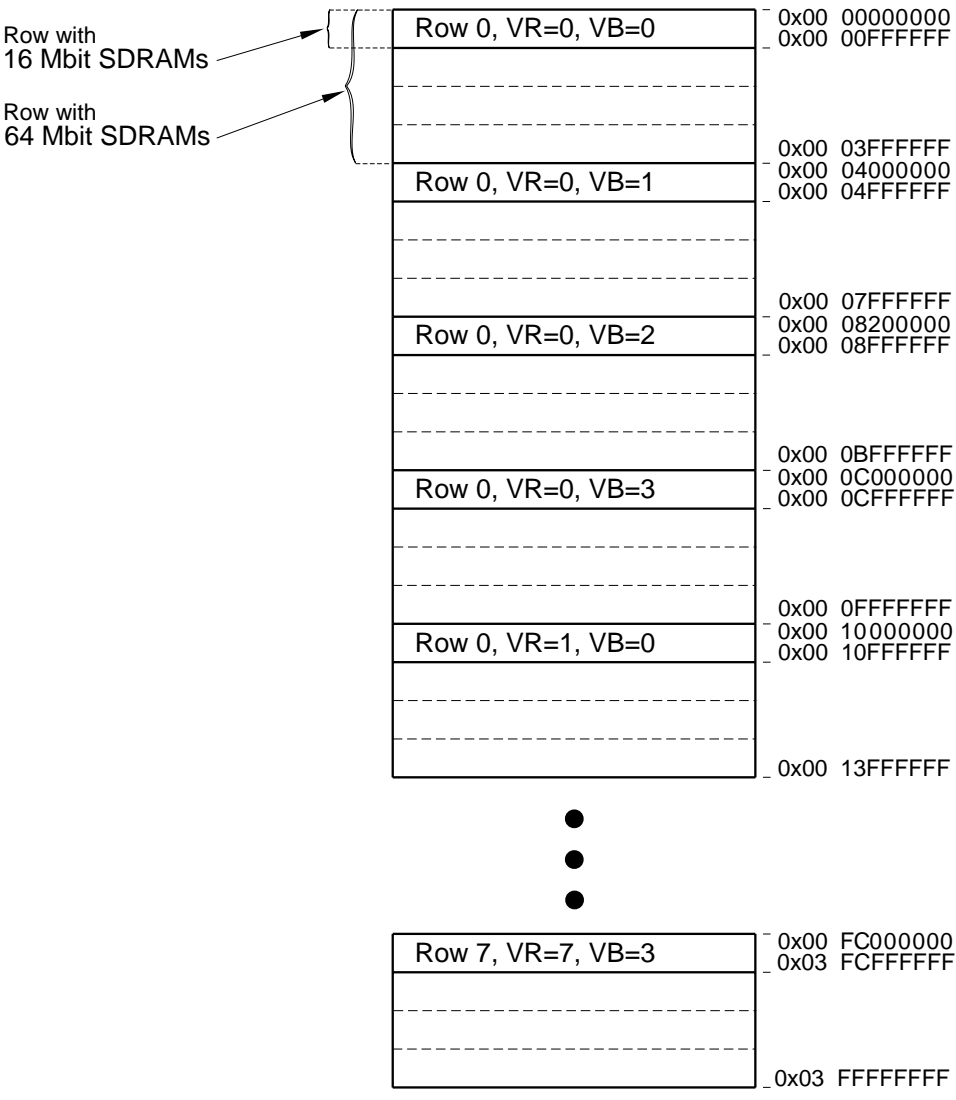 Row with
16 Mbit SDRAMs
Row with
64 Mbit SDRAMs
Row 0, VR=0, VB=0
0x00 00000000
0x00 00FFFFFF
0x00 03FFFFFF
Row 0, VR=0, VB=1
0x00 04000000
0x00 04FFFFFF
0x00 07FFFFFF
Row 0, VR=0, VB=2
0x00 08200000
0x00 08FFFFFF
0x00 0BFFFFFF
Row 0, VR=0, VB=3
0x00 0C000000
0x00 0CFFFFFF
0x00 0FFFFFFF
Row 0, VR=1, VB=0
0x00 10000000
0x00 10FFFFFF
0x00 13FFFFFF
Row 7, VR=7, VB=3
0x00 FC000000
0x03 FCFFFFFF
0x03 FFFFFFFF